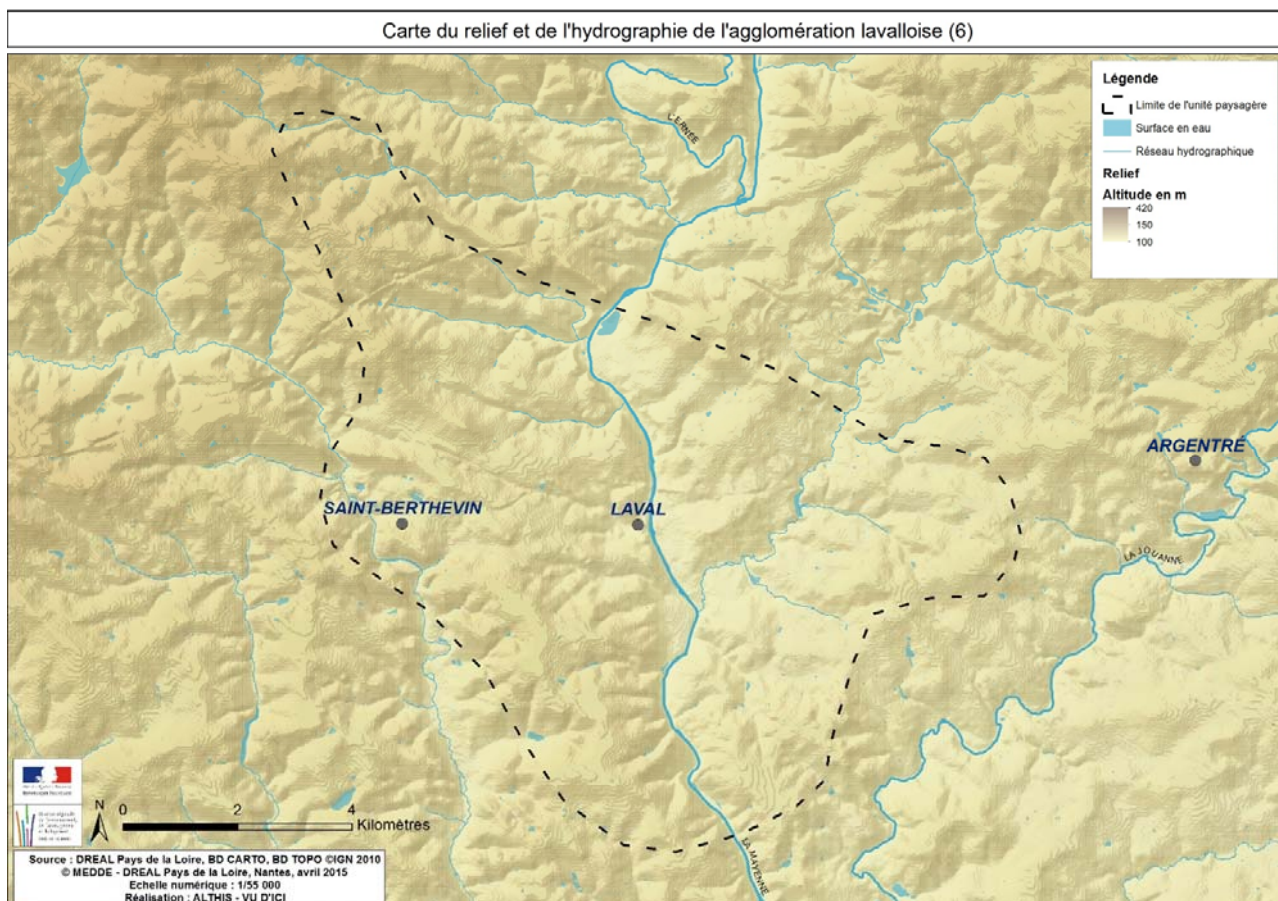 Carte du relief et de l'hydrographie de l'agglomération lavalloise (6)
Légende
Limite de l'unité paysagère
Surface en eau
Réseau hydrographique
Relief
Altitude en m
420
150
100
CERNÉE
ARGENTRÉ
SAINT-BERTHEVIN
LAVAL
LA JOUANNE
LA MAYENNE
N
0 2 4
Kilomètres
Source : DREAL Pays de la Loire, BD CARTO, BD TOPO ©IGN 2010
© MEDDE - DREAL Pays de la Loire, Nantes, avril 2015
Echelle numérique : 1/55 000
Réalisation : ALTHIS - VU D'ICI